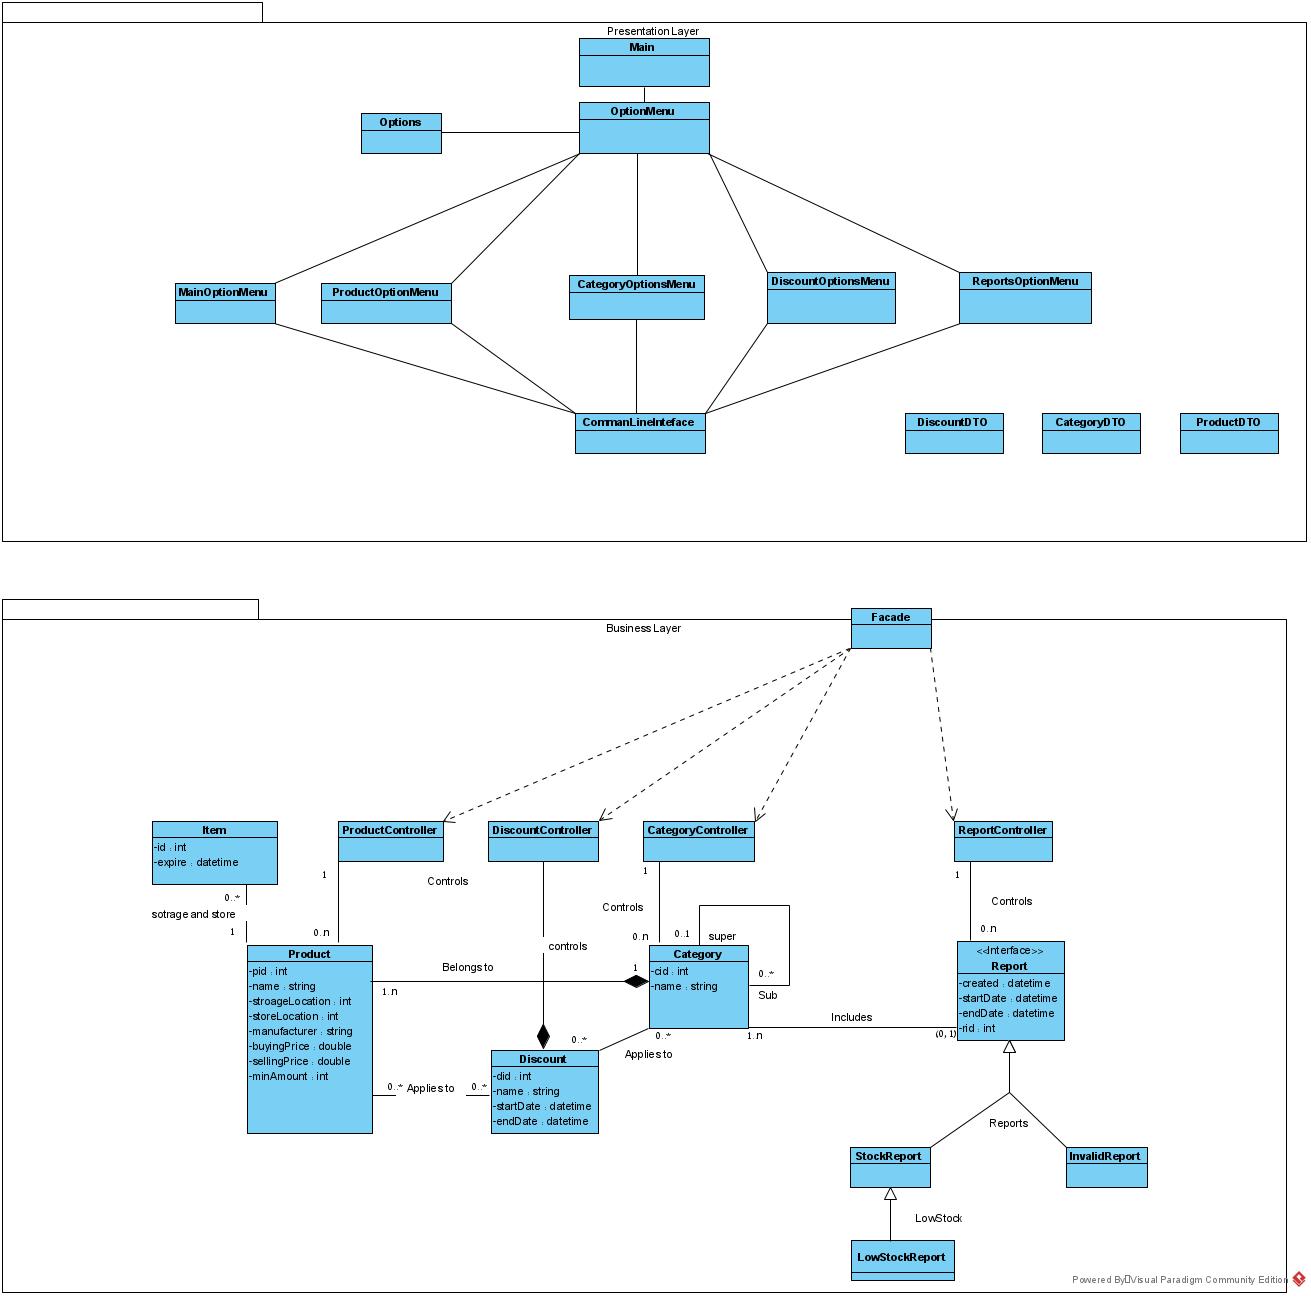 Presentation Layer
Main
OptionMenu
Options
MainOptionMenu
ProductOptionMenu
CategoryOptionsMenu
DiscountOptionsMenu
ReportsOptionMenu
CommanLineInteface
DiscountDTO
CategoryDTO
ProductDTO
Business Layer
Facade
Item
-id : int
-expire : datetime
ProductController
DiscountController
CategoryController
ReportController
0..*
sotrage and store
1
1
Controls
0..n
controls
1
Controls
0..n
1
Controls
0..n
0..1
super
0..*
Sub
Product
-pid : int
-name : string
-stroageLocation : int
-storeLocation : int
-manufacturer : string
-buyingPrice : double
-sellingPrice : double
-minAmount : int
Belongs to
1..n
1
Category
-cid : int
-name : string
<<Interface>>
Report
-created : datetime
-startDate : datetime
-endDate : datetime
-rid : int
Includes
1..n
(0, 1)
0..*
Applies to
0..*
Discount
-did : int
-name : string
-startDate : datetime
-endDate : datetime
0..*
Applies to
0..*
Reports
StockReport
InvalidReport
LowStock
LowStockReport
Powered By Visual Paradigm Community Edition